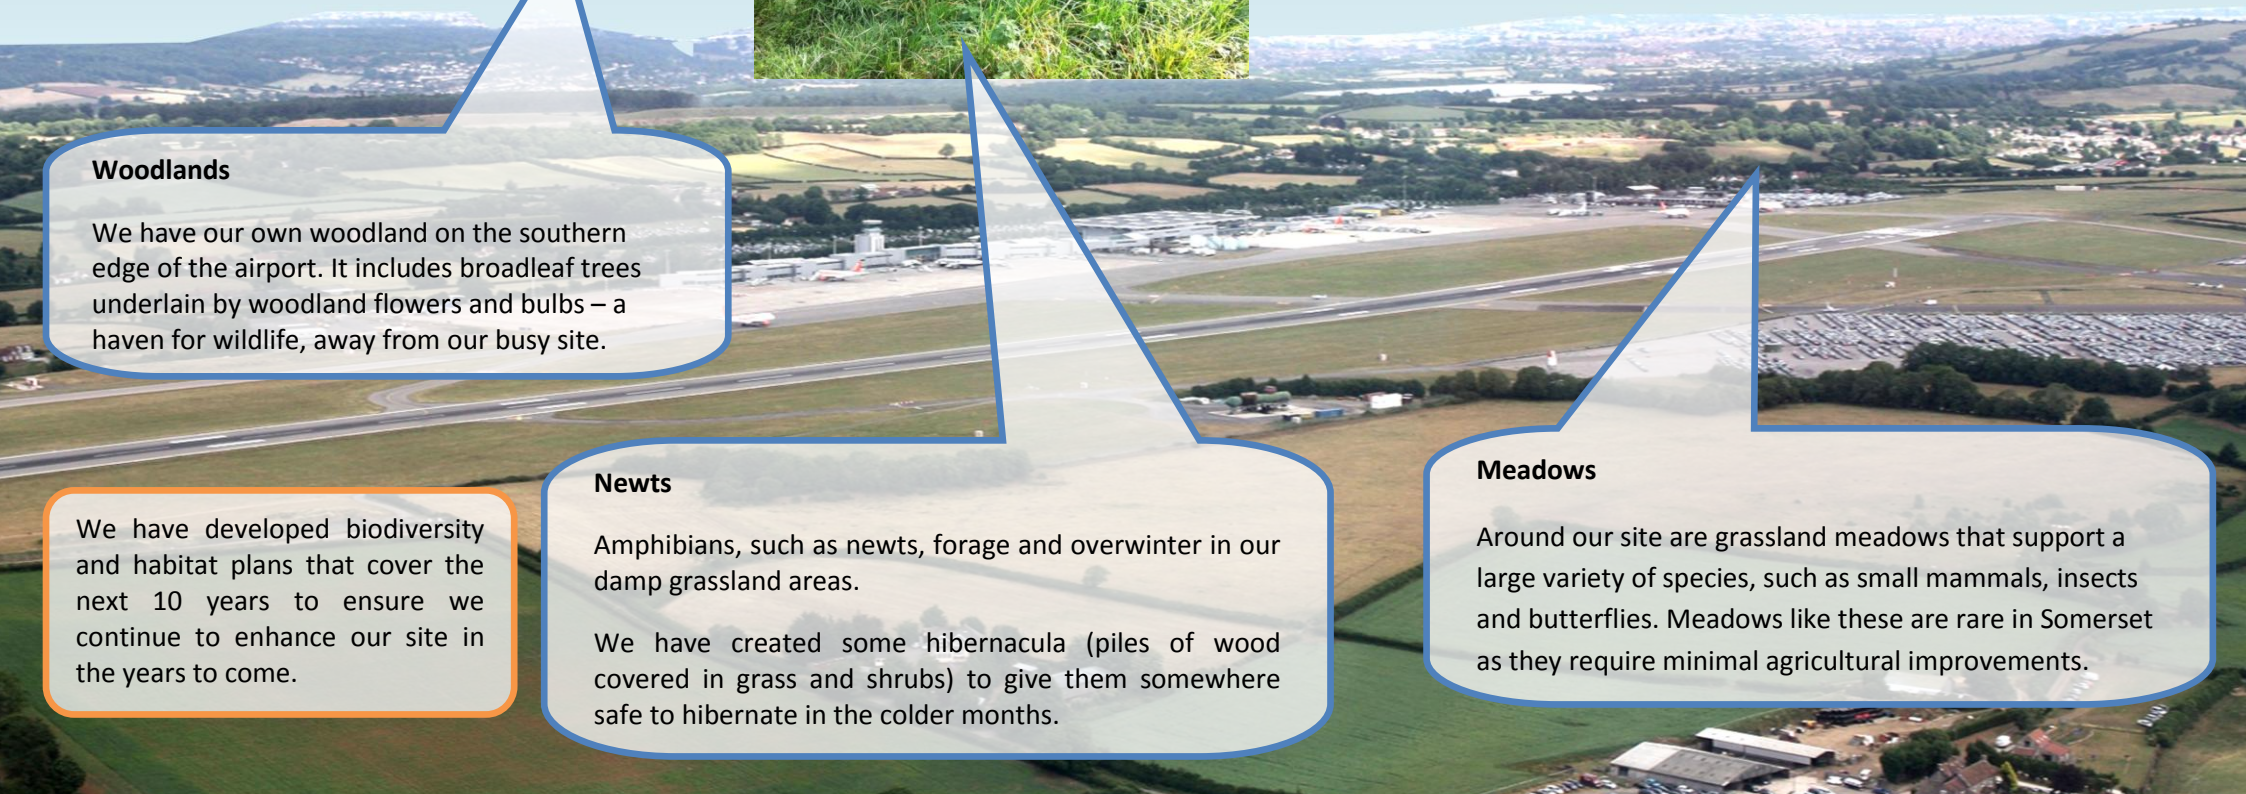 Woodlands
We have our own woodland on the southern
edge of the airport. It includes broadleaf trees
underlain by woodland flowers and bulbs – a
haven for wildlife, away from our busy site.
We have developed biodiversity
and habitat plans that cover the
next 10 years to ensure we
continue to enhance our site in
the years to come.
Newts
Amphibians, such as newts, forage and overwinter in our
damp grassland areas.
We have created some hibernacula (piles of wood
covered in grass and shrubs) to give them somewhere
safe to hibernate in the colder months.
Meadows
Around our site are grassland meadows that support a
large variety of species, such as small mammals, insects
and butterflies. Meadows like these are rare in Somerset
as they require minimal agricultural improvements.